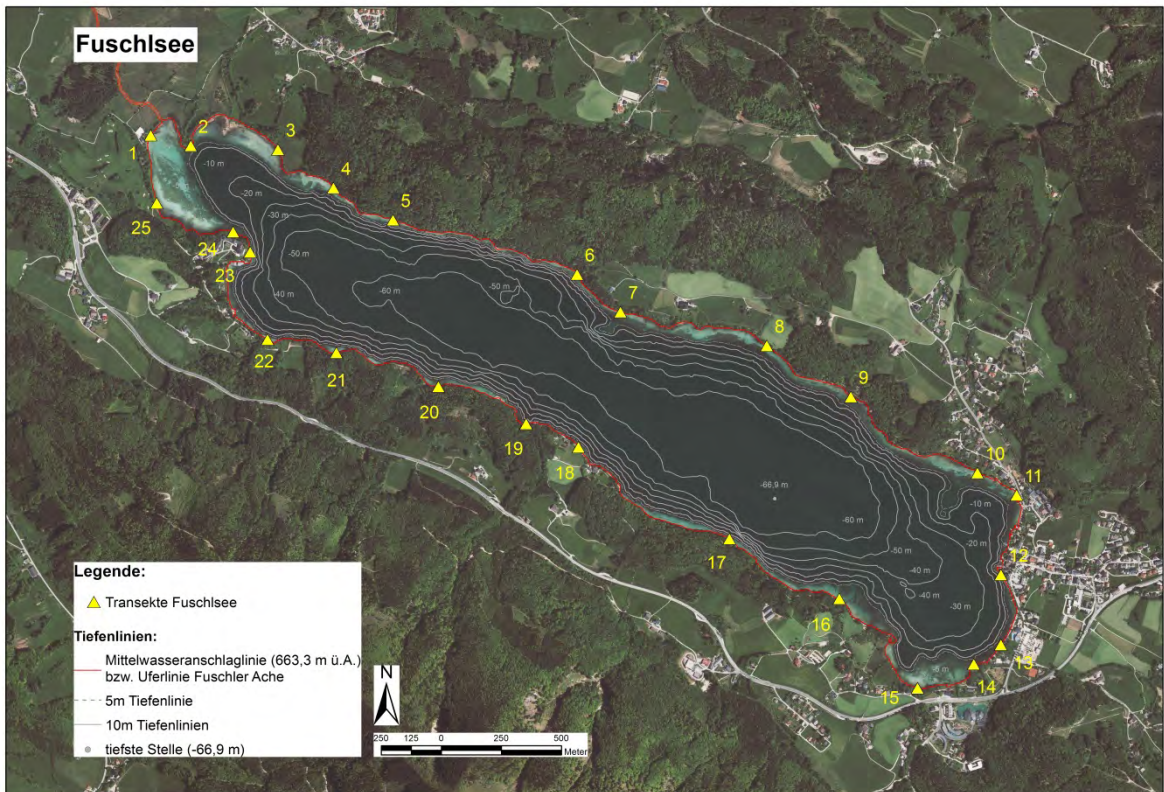 Fuschlsee
1
2
3
4
5
6
7
8
9
10
11
12
13
14
15
16
17
18
19
20
21
22
23
24
25
-10 m
-20 m
-30 m
-50 m
-40 m
-60 m
-50 m
-66,9 m
-60 m
-50 m
-40 m
-40 m
-30 m
-20 m
-10 m
Legende:
Transekte Fuschlsee
Tiefenlinien:
Mittelwasseranschlaglinie (663,3 m ü.A.)
bzw. Uferlinie Fuschler Ache
5m Tiefenlinie
10m Tiefenlinien
tiefste Stelle (-66,9 m)
N
250 125 0 250 500
Meter